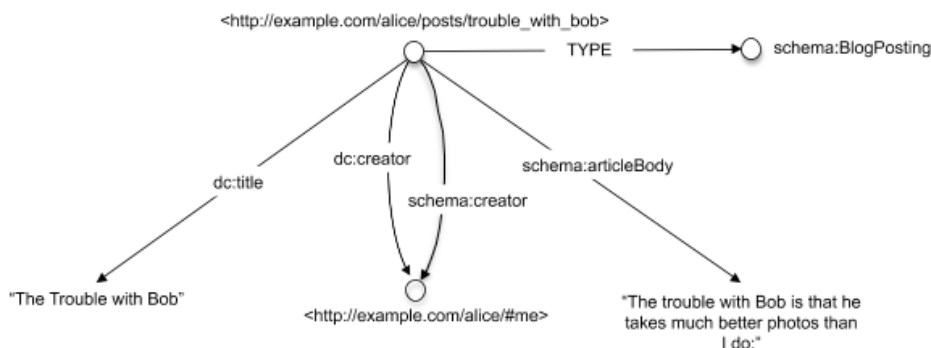 <http://example.com/alice/posts/trouble_with_bob>
TYPE
schema:BlogPosting
dc:creator
schema:articleBody
dc:title
schema:creator
"The Trouble with Bob"
<http://example.com/alice/#me>
"The trouble with Bob is that he
takes much better photos than
I do:"